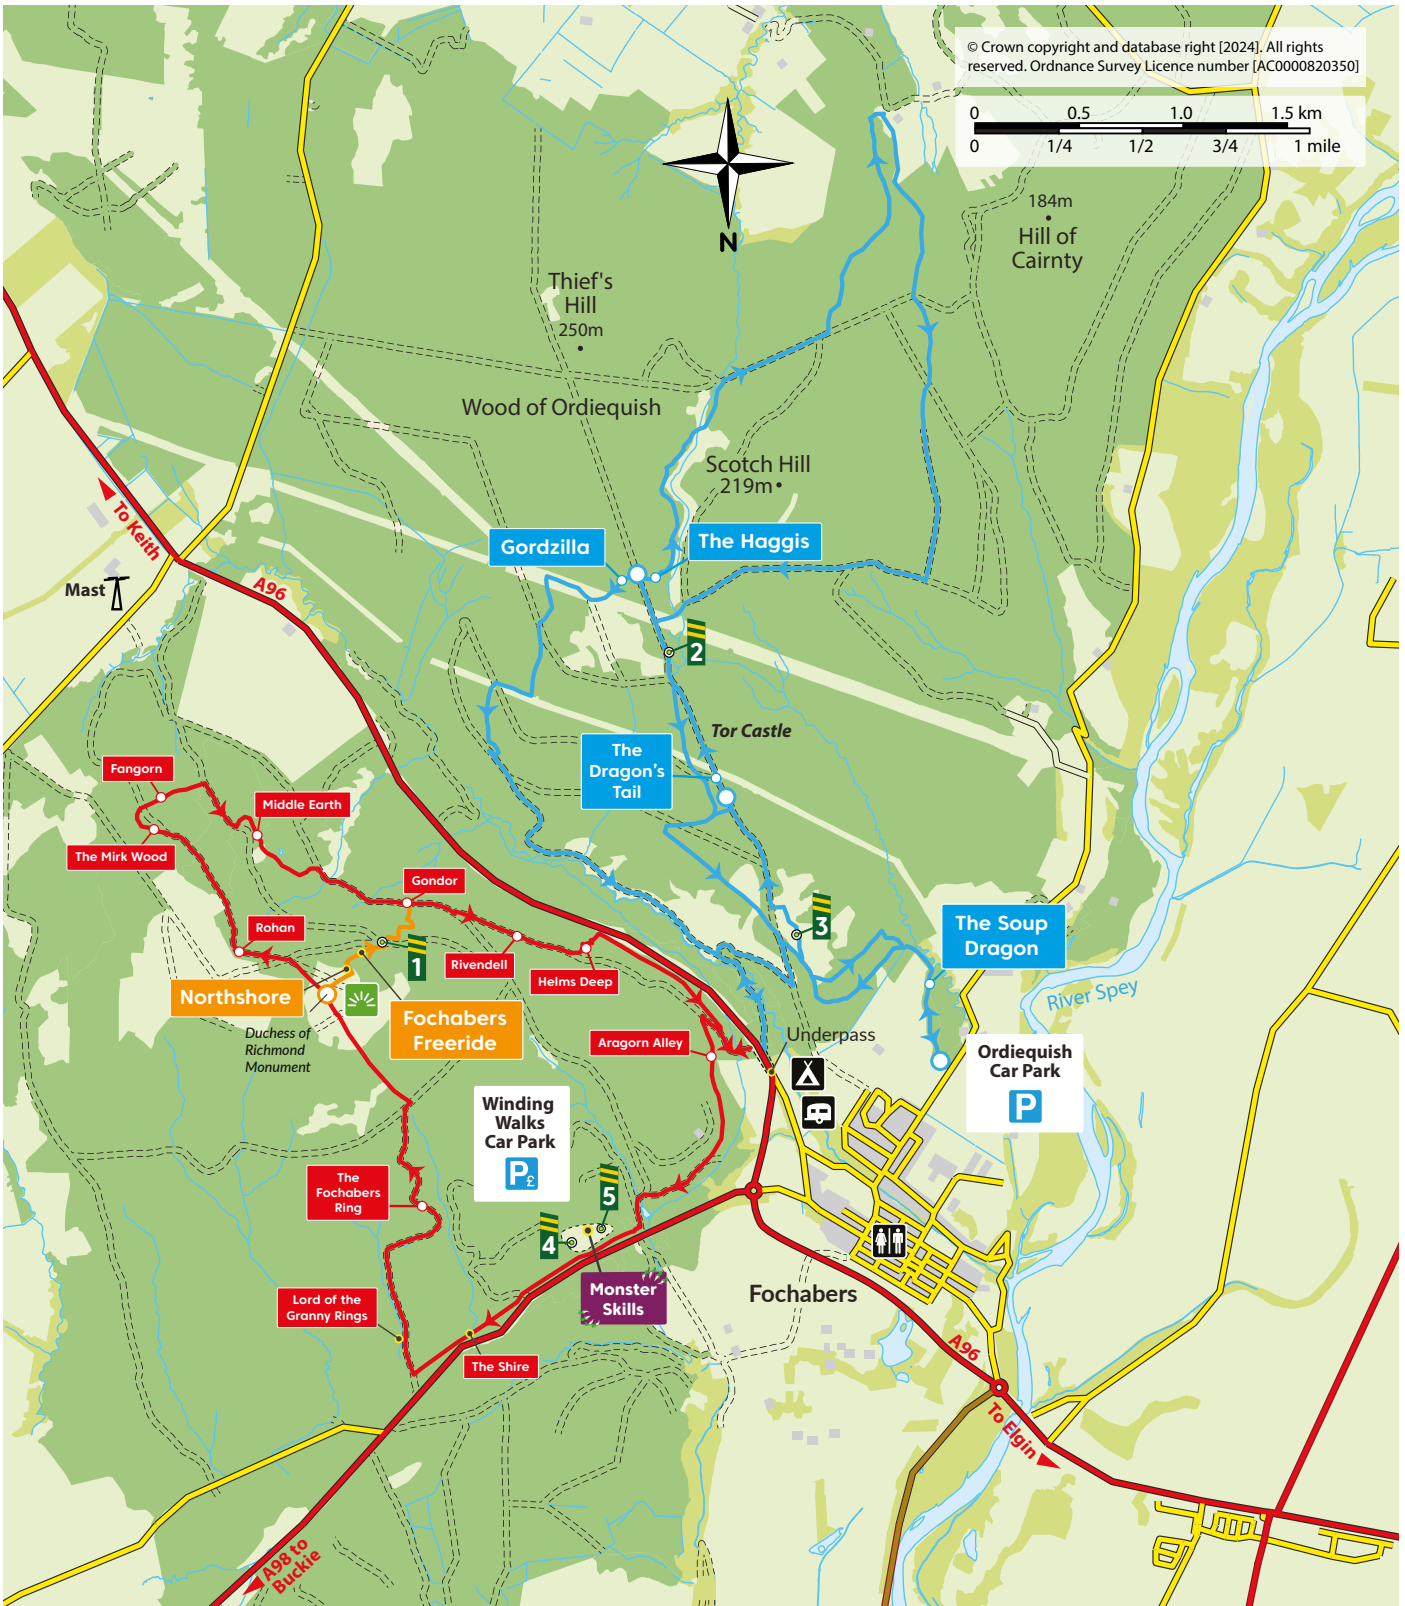 © Crown copyright and database right [2024]. All rights
reserved. Ordnance Survey Licence number [AC0000820350]
0 0.5 1.0 1.5 km
0 1/4 1/2 3/4 1 mile
N
184m
Hill of
Cairnty
Thief's
Hill
250m
Wood of Ordiequish
Scotch Hill
219m
To Keith
A96
Mast
Gordzilla
The Haggis
2
Tor Castle
The
Dragon's
Tail
Fangorn
Middle Earth
The Mirk Wood
Gondor
3
The Soup
Dragon
Rohan
1
Rivendell
Helms Deep
Northshore
Fochabers
Freeride
Duchess of
Richmond
Monument
River Spey
Underpass
Aragorn Alley
Ordiequish
Car Park
P
Winding
Walks
Car Park
P£
The
Fochabers
Ring
5
4
Monster
Skills
Fochabers
Lord of the
Granny Rings
The Shire
A96
To Elgin
A98 to
Buckie